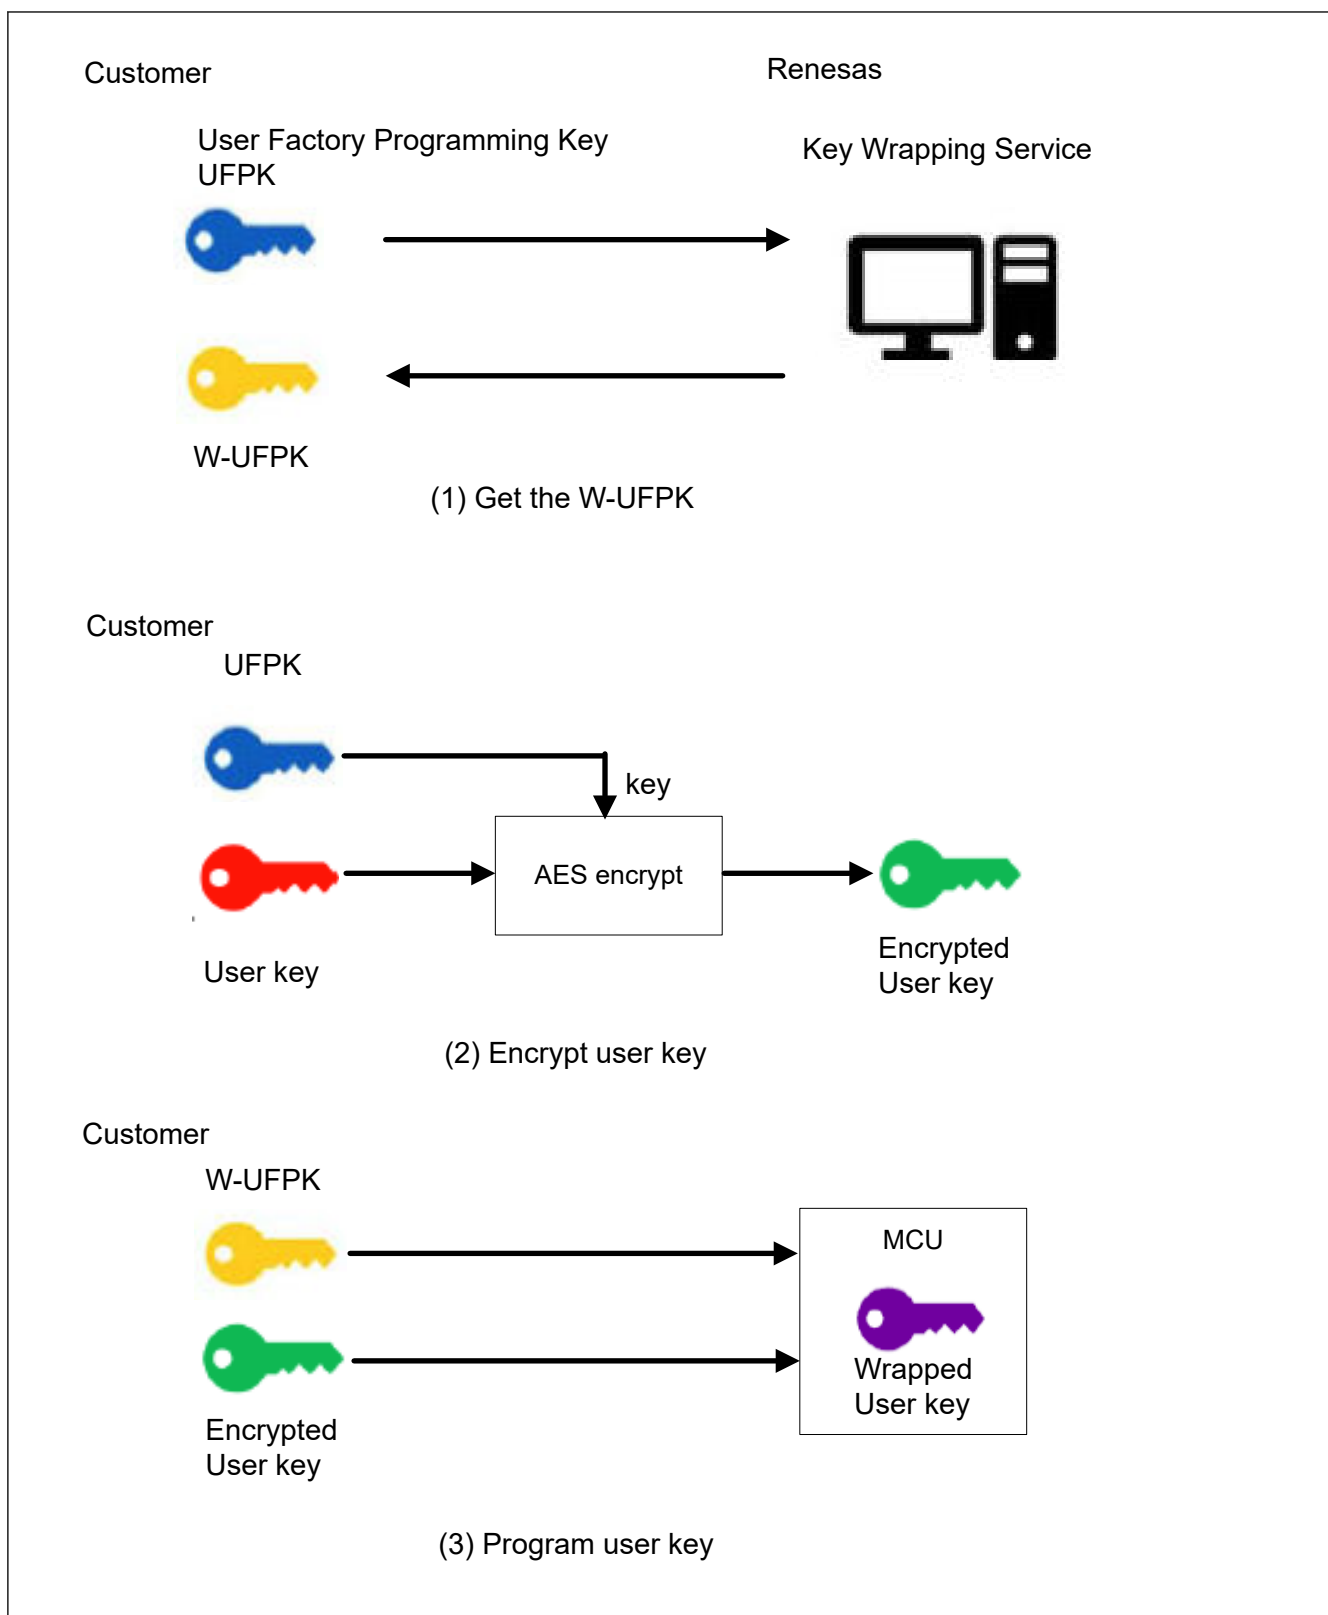 Customer
Renesas
User Factory Programming Key
UFPK
Key Wrapping Service
W-UFPK
(1) Get the W-UFPK
Customer
UFPK
key
AES encrypt
User key
Encrypted
User key
(2) Encrypt user key
Customer
W-UFPK
MCU
Wrapped
User key
Encrypted
User key
(3) Program user key